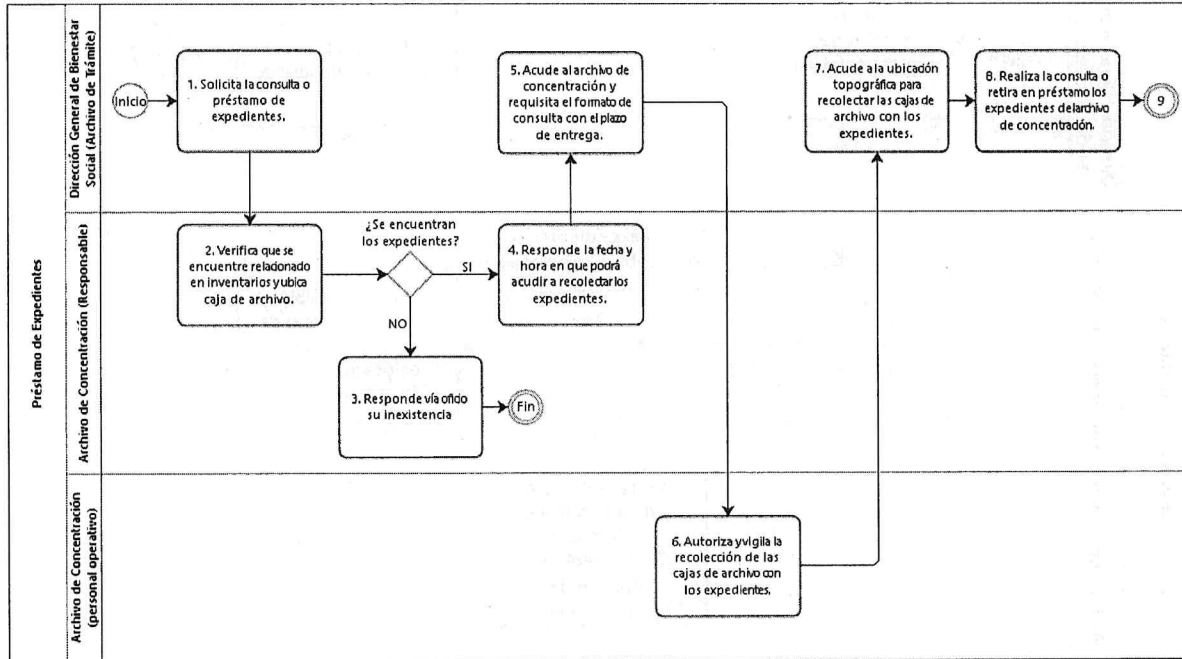 Préstamo de Expedientes
Dirección General de Bienestar
Social (Archivo de Trámite)
Inicio
1. Solicita la consulta o
préstamo de
expedientes.
5. Acude al archivo de
concentración y
requisita el formato de
consulta con el plazo
de entrega.
7. Acude a la ubicación
topográfica para
recolectar las cajas de
archivo con los
expedientes.
8. Realiza la consulta o
retira en préstamo los
expedientes del archivo
de concentración.
9
Archivo de Concentración (Responsable)
2. Verifica que se
encuentre relacionado
en inventarios y ubica
caja de archivo.
¿Se encuentran
los expedientes?
SI
NO
4. Responde la fecha y
hora en que podrá
acudir a recolectar los
expedientes.
3. Responde vía oficio
su inexistencia
Fin
Archivo de Concentración
(personal operativo)
6. Autoriza y vigila la
recolección de las
cajas de archivo con
los expedientes.